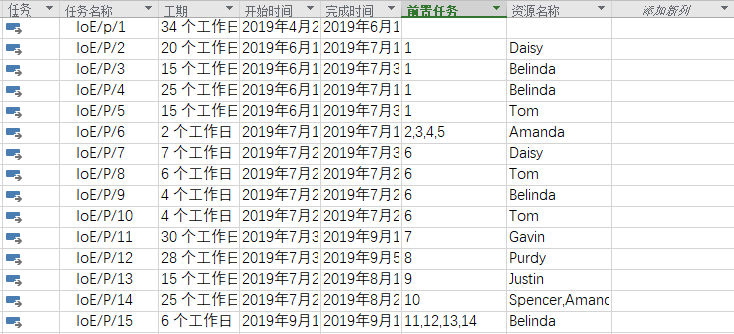 任务 任务名称 工期 开始时间 完成时间 前置任务 资源名称 添加新列
IoE/p/1 34 个工作日 2019年4月2 2019年6月1
IoE/P/2 20 个工作日 2019年6月1 2019年7月1 1 Daisy
IoE/P/3 15 个工作日 2019年6月1 2019年7月3 1 Belinda
IoE/P/4 25 个工作日 2019年6月1 2019年7月1 1 Belinda
IoE/P/5 15 个工作日 2019年6月1 2019年7月3 1 Tom
IoE/P/6 2 个工作日 2019年7月1 2019年7月1 2,3,4,5 Amanda
IoE/P/7 7 个工作日 2019年7月2 2019年7月3 6 Daisy
IoE/P/8 6 个工作日 2019年7月2 2019年7月2 6 Tom
IoE/P/9 4 个工作日 2019年7月2 2019年7月2 6 Belinda
IoE/P/10 4 个工作日 2019年7月2 2019年7月2 6 Tom
IoE/P/11 30 个工作日 2019年7月3 2019年9月1 7 Gavin
IoE/P/12 28 个工作日 2019年7月3 2019年9月5 8 Purdy
IoE/P/13 15 个工作日 2019年7月2 2019年8月1 9 Justin
IoE/P/14 25 个工作日 2019年7月2 2019年8月2 10 Spencer,Amand
IoE/P/15 6 个工作日 2019年9月1 2019年9月1 11,12,13,14 Belinda